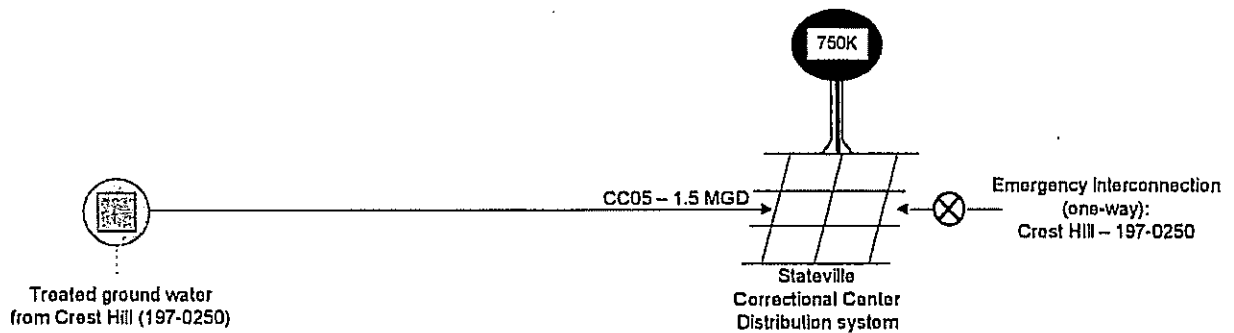 750K
CC05 – 1.5 MGD
Emergency Interconnection
(one-way):
Crest Hill – 197-0250
Treated ground water
from Crest Hill (197-0250)
Stateville
Correctional Center
Distribution system